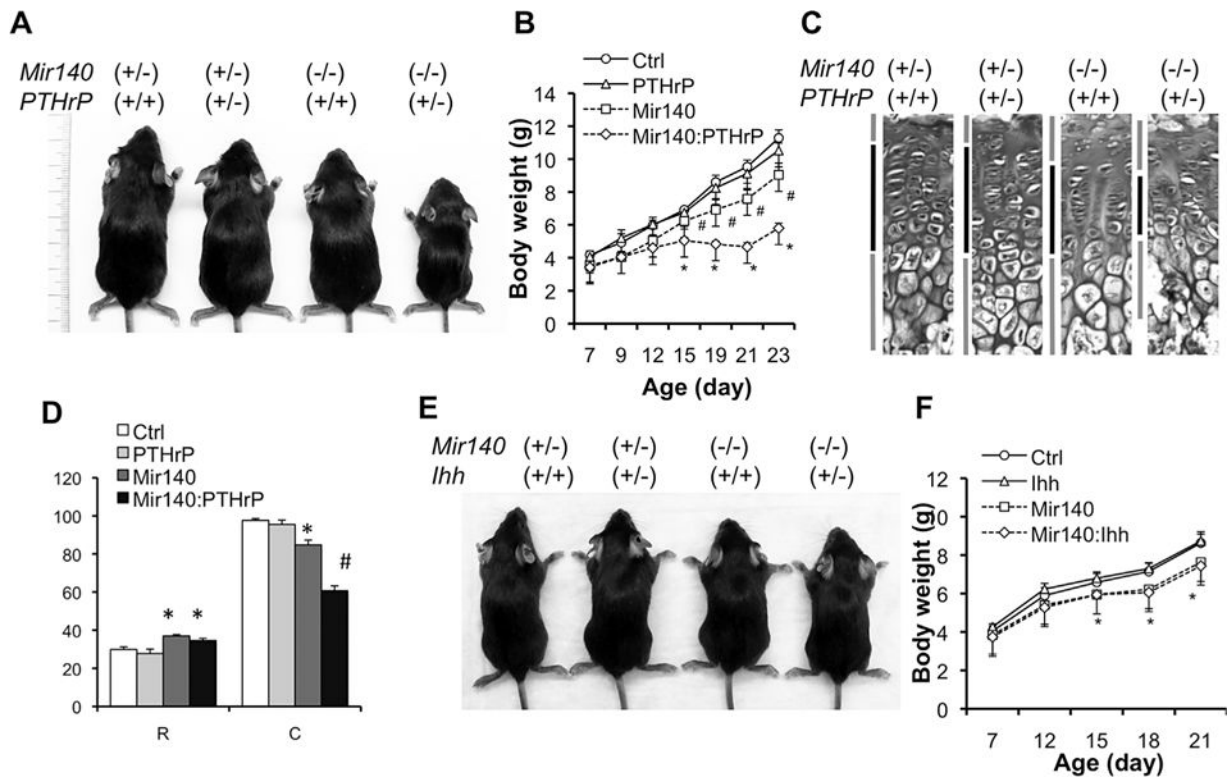 A
Mir140 (+/-) (+/-) (-/-) (-/-)
PTHrP (+/+) (+/-) (+/+) (+/-)
B
Ctrl
PTHrP
Mir140
Mir140:PTHrP
Body weight (g)
14
12
10
8
6
4
2
0
# # # #
* * * *
7 9 12 15 19 21 23
Age (day)
C
Mir140 (+/-) (+/-) (-/-) (-/-)
PTHrP (+/+) (+/-) (+/+) (+/-)
D
Ctrl
PTHrP
Mir140
Mir140:PTHrP
120
100
80
60
40
20
0
* *
* #
R C
E
Mir140 (+/-) (+/-) (-/-) (-/-)
Ihh (+/+) (+/-) (+/+) (+/-)
F
Ctrl
Ihh
Mir140
Mir140:Ihh
Body weight (g)
12
10
8
6
4
2
0
* * *
7 12 15 18 21
Age (day)